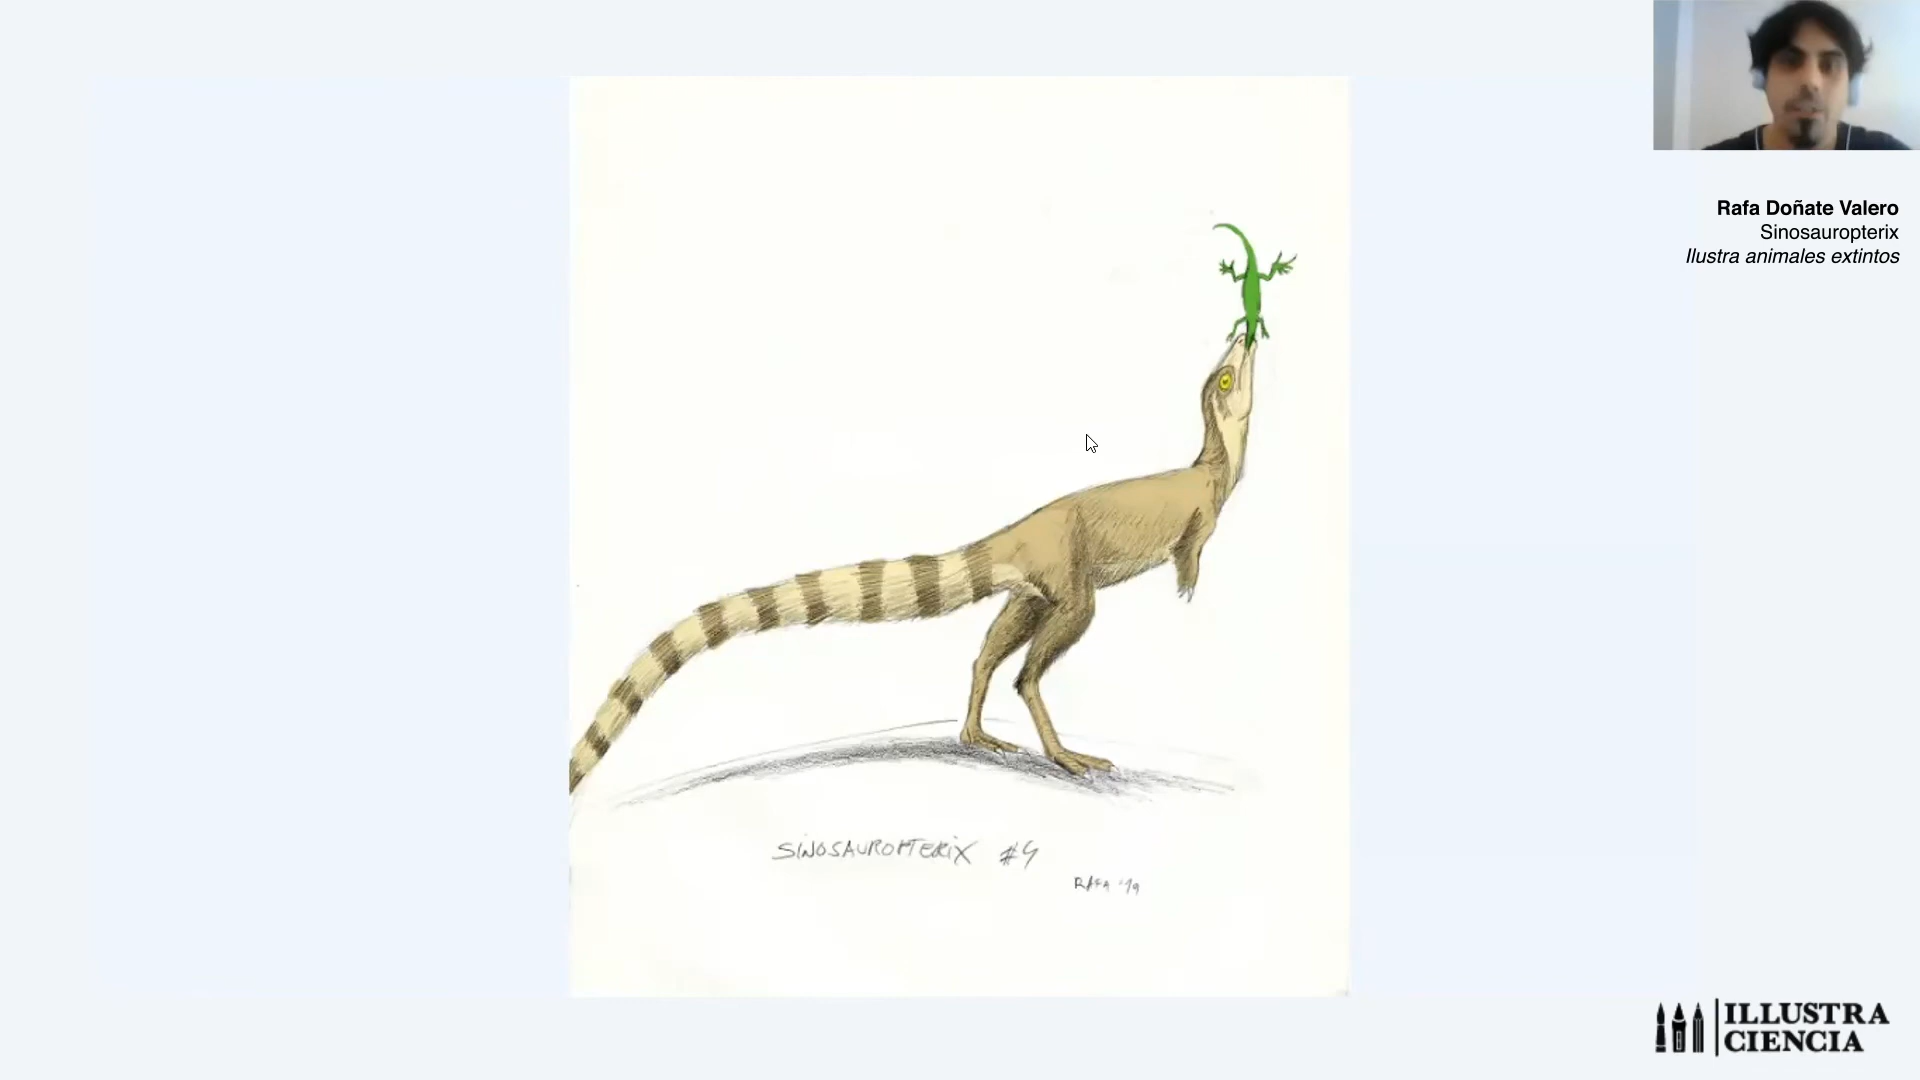 Rafa Doñate Valero
Sinosauropterix
Ilustra animales extintos
SINOSAUROPTERIX #4
RAFA '19
ILLUSTRA
CIENCIA